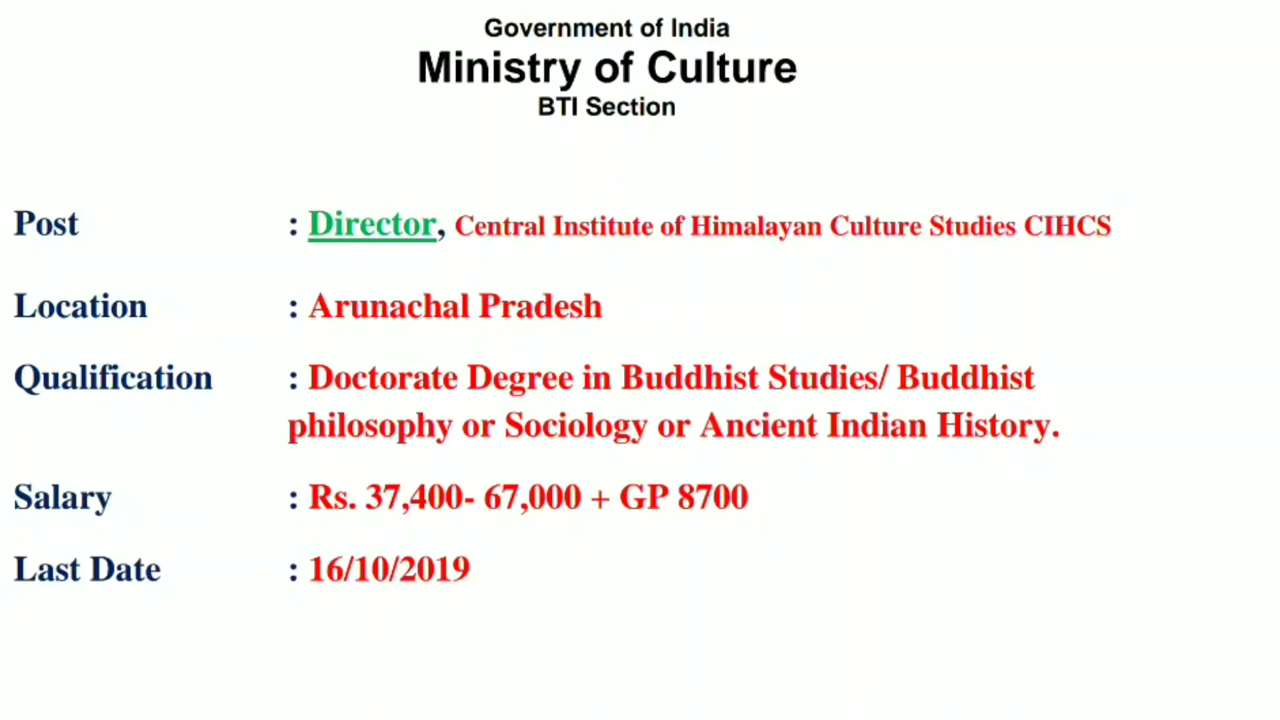 Government of India
Ministry of Culture
BTI Section
Post : Director, Central Institute of Himalayan Culture Studies CIHCS
Location : Arunachal Pradesh
Qualification : Doctorate Degree in Buddhist Studies/ Buddhist
philosophy or Sociology or Ancient Indian History.
Salary : Rs. 37,400- 67,000 + GP 8700
Last Date : 16/10/2019